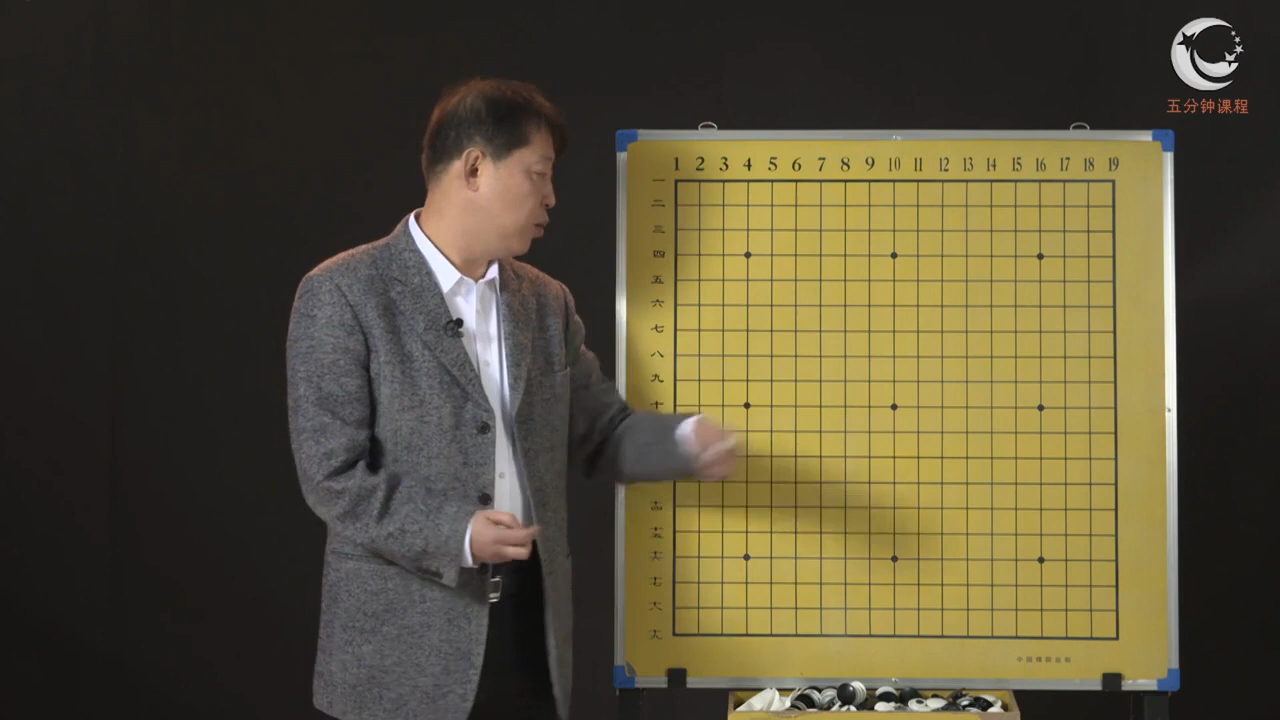 五分钟课程
1 2 3 4 5 6 7 8 9 10 11 12 13 14 15 16 17 18 19
一
二
三
四
五
六
七
八
九
十
十四
十五
十六
十七
十八
十九